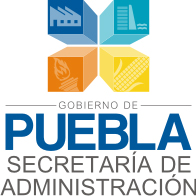 GOBIERNO DE
PUEBLA
SECRETARÍA DE
ADMINISTRACIÓN